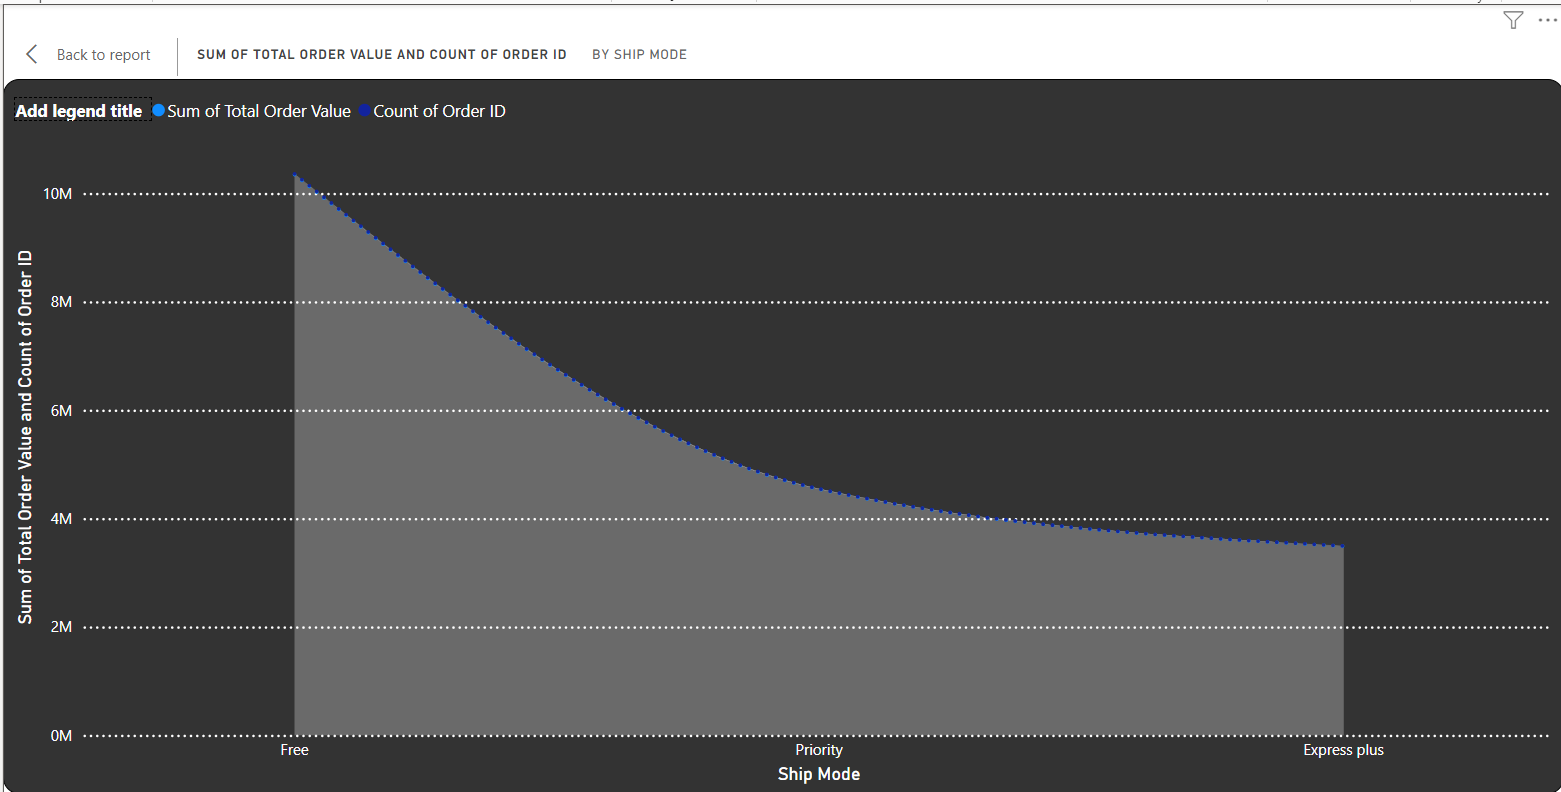 Back to report
SUM OF TOTAL ORDER VALUE AND COUNT OF ORDER ID BY SHIP MODE
Add legend title Sum of Total Order Value Count of Order ID
Sum of Total Order Value and Count of Order ID
10M
8M
6M
4M
2M
0M
Free Priority Express plus
Ship Mode